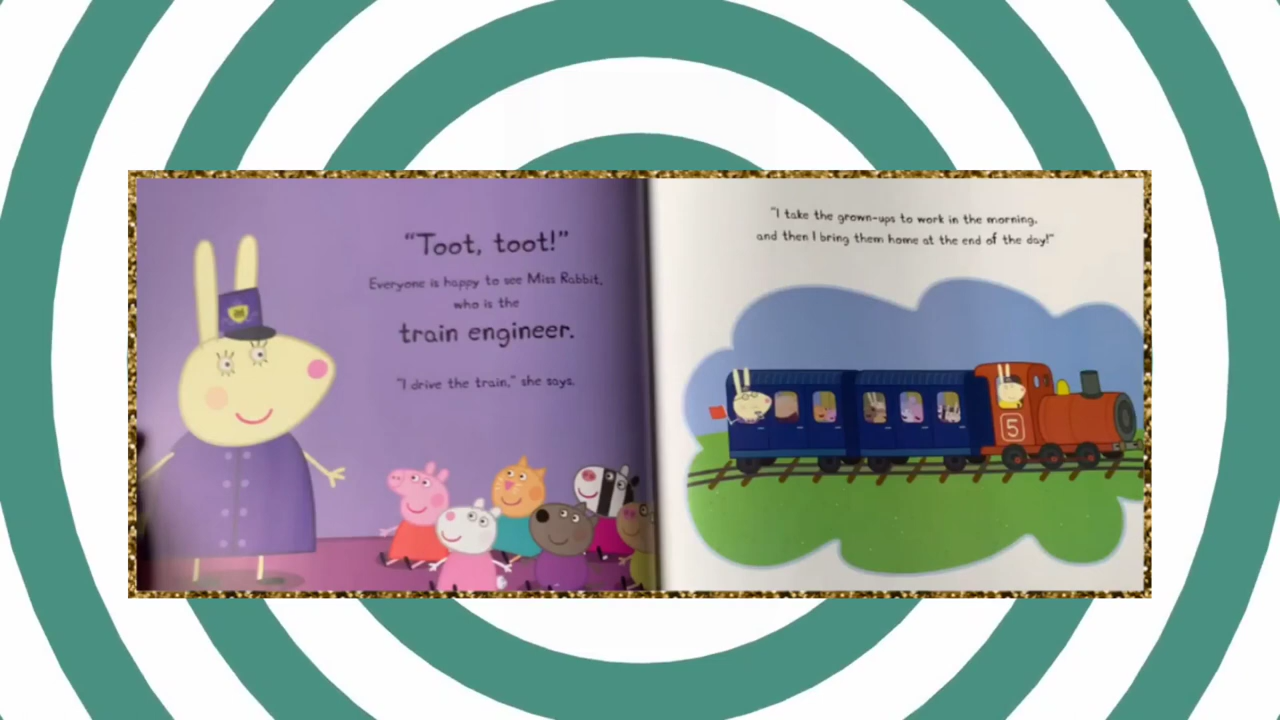 “Toot, toot!”
Everyone is happy to see Miss Rabbit,
who is the
train engineer.
“I drive the train,” she says.
“I take the grown-ups to work in the morning,
and then I bring them home at the end of the day!”
5